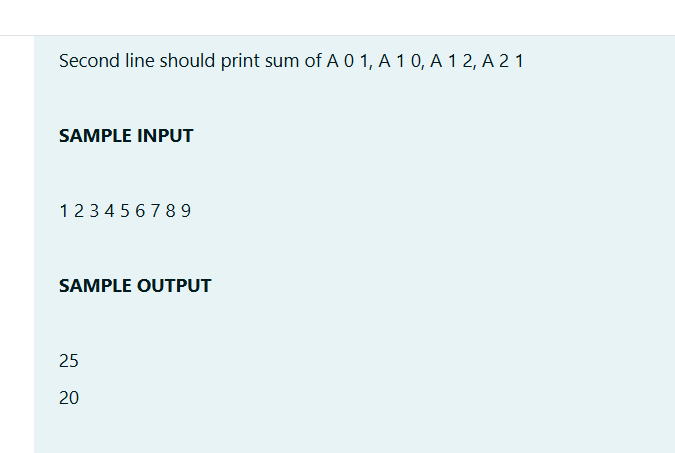 Second line should print sum of A 0 1, A 1 0, A 1 2, A 2 1
SAMPLE INPUT
1 2 3 4 5 6 7 8 9
SAMPLE OUTPUT
25
20